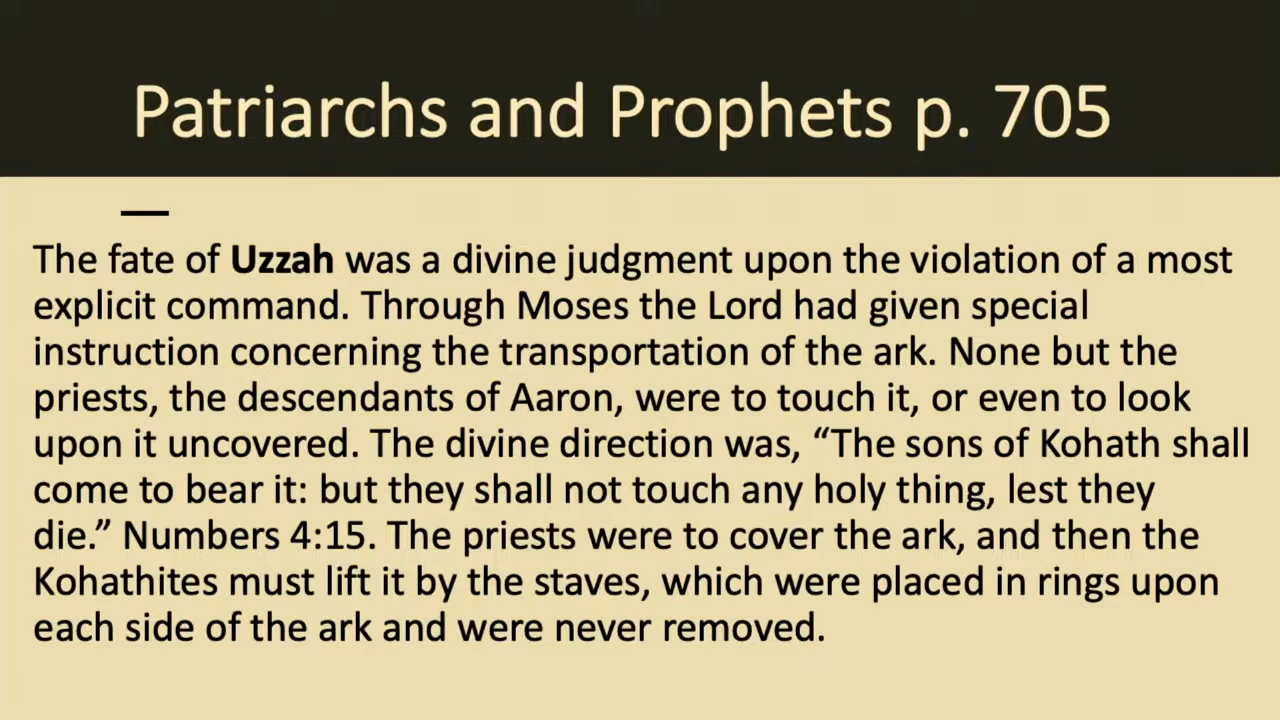 Patriarchs and Prophets p. 705
The fate of Uzzah was a divine judgment upon the violation of a most
explicit command. Through Moses the Lord had given special
instruction concerning the transportation of the ark. None but the
priests, the descendants of Aaron, were to touch it, or even to look
upon it uncovered. The divine direction was, “The sons of Kohath shall
come to bear it: but they shall not touch any holy thing, lest they
die.” Numbers 4:15. The priests were to cover the ark, and then the
Kohathites must lift it by the staves, which were placed in rings upon
each side of the ark and were never removed.